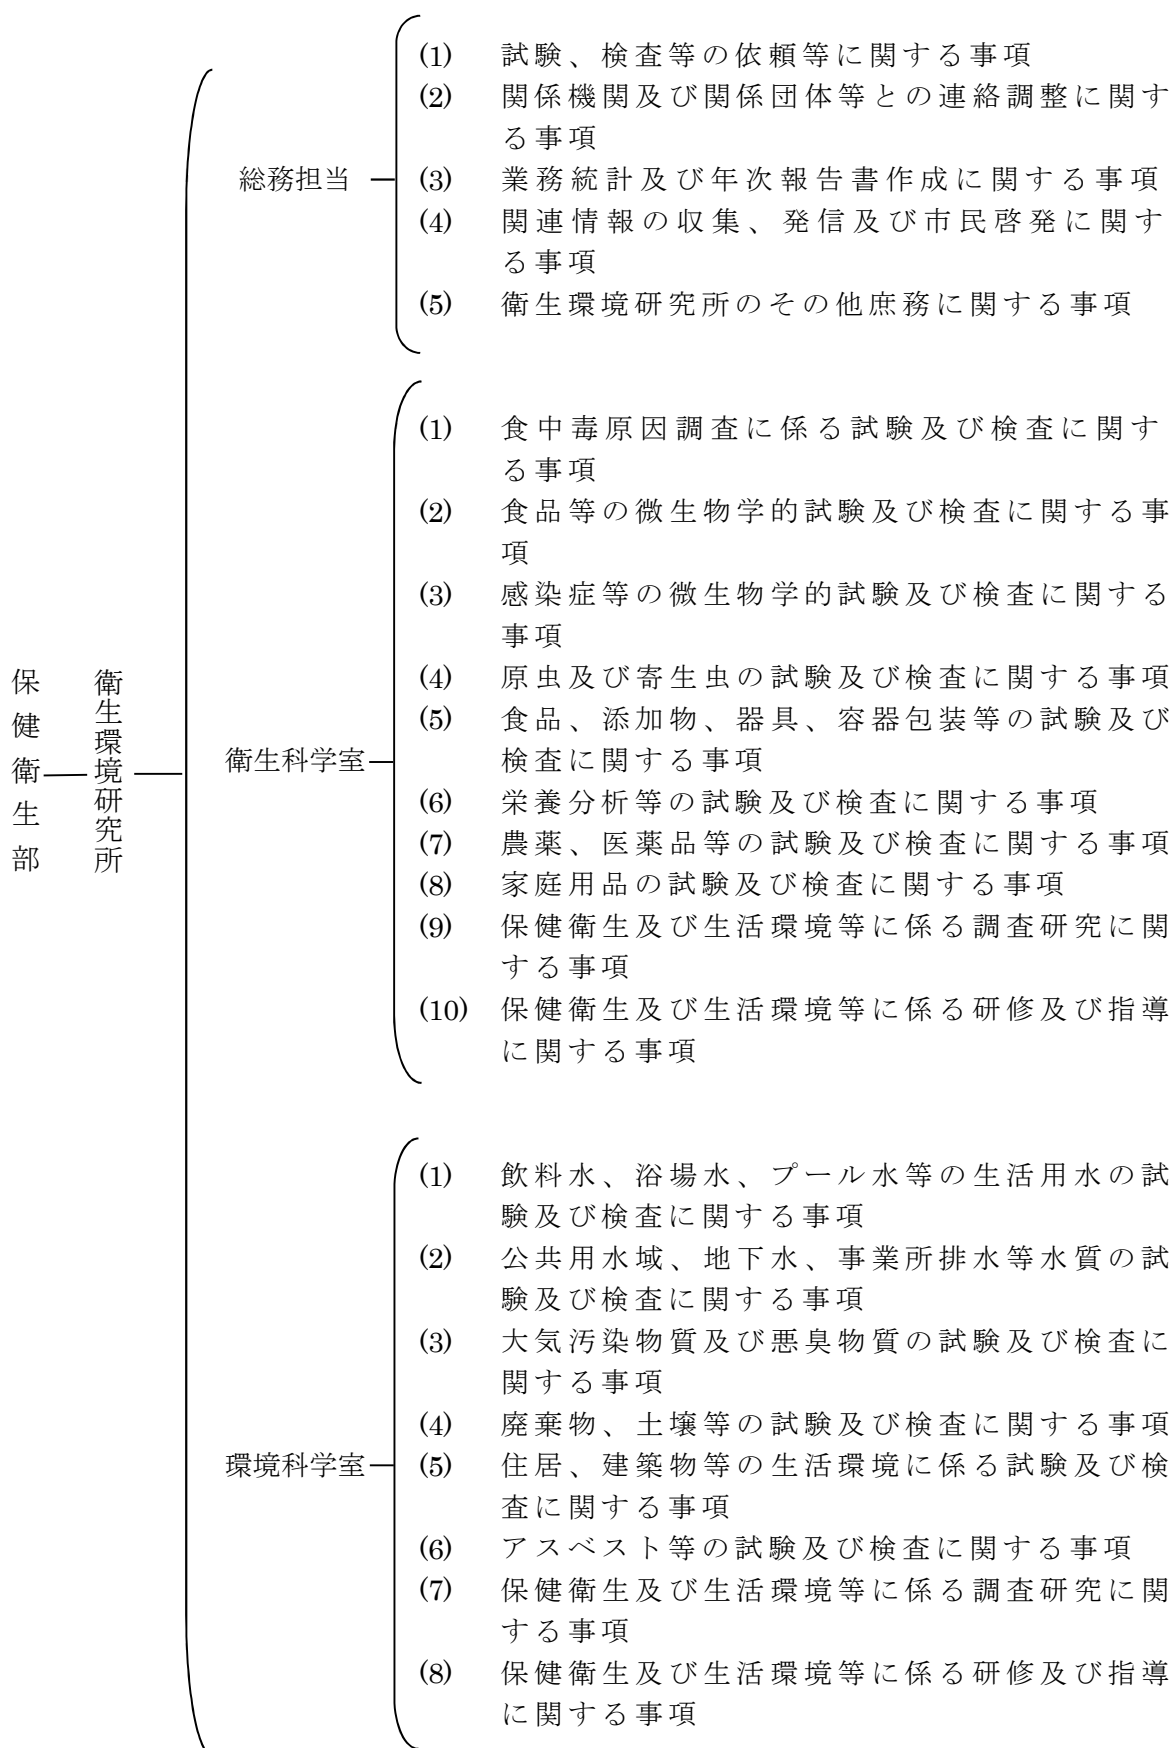 保健衛生部
衛生環境研究所
総務担当
(1) 試験、検査等の依頼等に関する事項
(2) 関係機関及び関係団体等との連絡調整に関す
る事項
(3) 業務統計及び年次報告書作成に関する事項
(4) 関連情報の収集、発信及び市民啓発に関す
る事項
(5) 衛生環境研究所のその他庶務に関する事項
衛生科学室
(1) 食中毒原因調査に係る試験及び検査に関す
る事項
(2) 食品等の微生物学的試験及び検査に関する事
項
(3) 感染症等の微生物学的試験及び検査に関する
事項
(4) 原虫及び寄生虫の試験及び検査に関する事項
(5) 食品、添加物、器具、容器包装等の試験及び
検査に関する事項
(6) 栄養分析等の試験及び検査に関する事項
(7) 農薬、医薬品等の試験及び検査に関する事項
(8) 家庭用品の試験及び検査に関する事項
(9) 保健衛生及び生活環境等に係る調査研究に関
する事項
(10) 保健衛生及び生活環境等に係る研修及び指導
に関する事項
環境科学室
(1) 飲料水、浴場水、プール水等の生活用水の試
験及び検査に関する事項
(2) 公共用水域、地下水、事業所排水等水質の試
験及び検査に関する事項
(3) 大気汚染物質及び悪臭物質の試験及び検査に
関する事項
(4) 廃棄物、土壌等の試験及び検査に関する事項
(5) 住居、建築物等の生活環境に係る試験及び検
査に関する事項
(6) アスベスト等の試験及び検査に関する事項
(7) 保健衛生及び生活環境等に係る調査研究に関
する事項
(8) 保健衛生及び生活環境等に係る研修及び指導
に関する事項